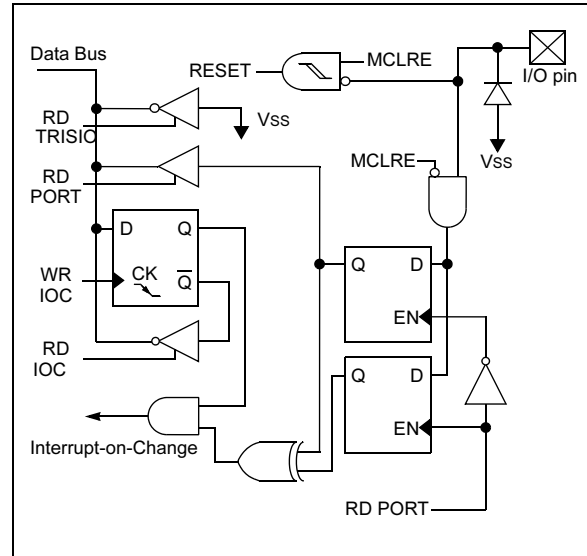 Data Bus
RESET
MCLRE
I/O pin
RD
TRISIO
VSS
VSS
RD
PORT
MCLRE
D
Q
Q
D
WR
IOC
CK
Q
EN
RD
IOC
Q
D
EN
Interrupt-on-Change
RD PORT